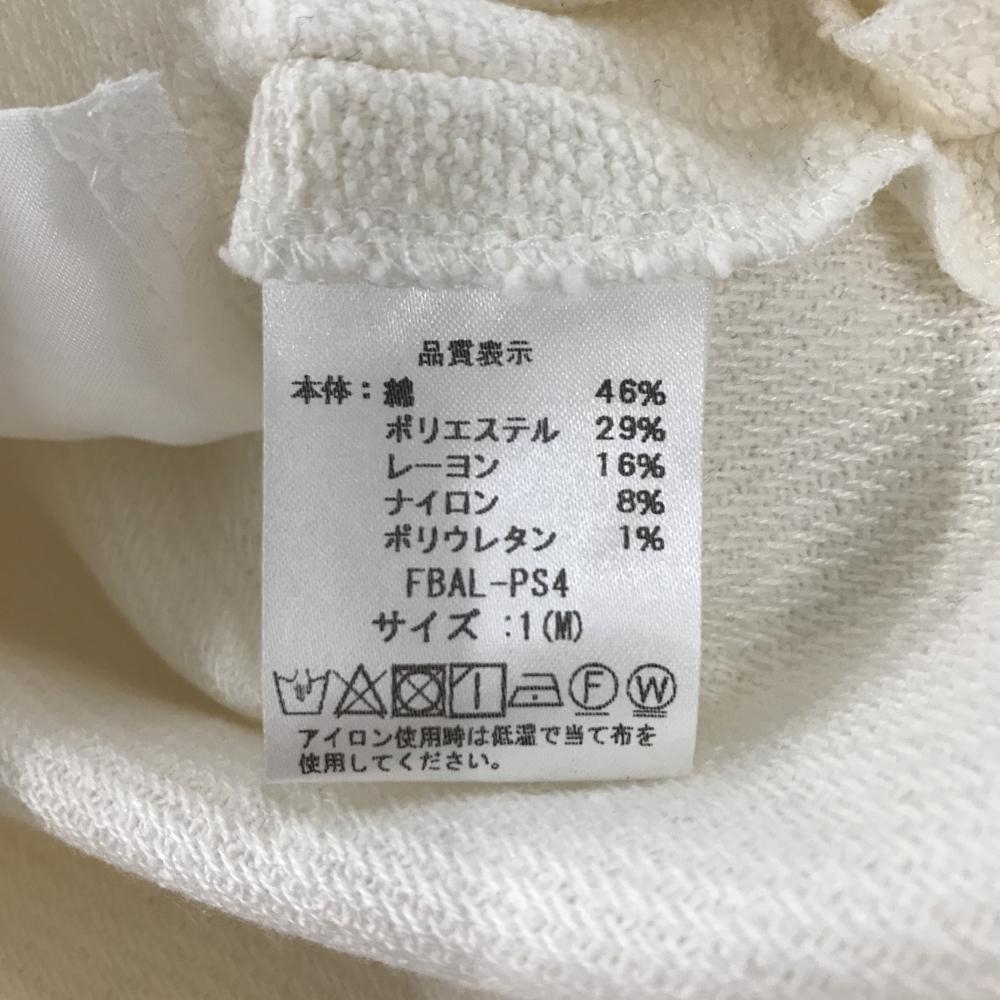 品質表示
本体：綿 46%
ポリエステル 29%
レーヨン 16%
ナイロン 8%
ポリウレタン 1%
FBAL-PS4
サイズ :1(M)
F W
アイロン使用時は低温で当て布を
使用してください。